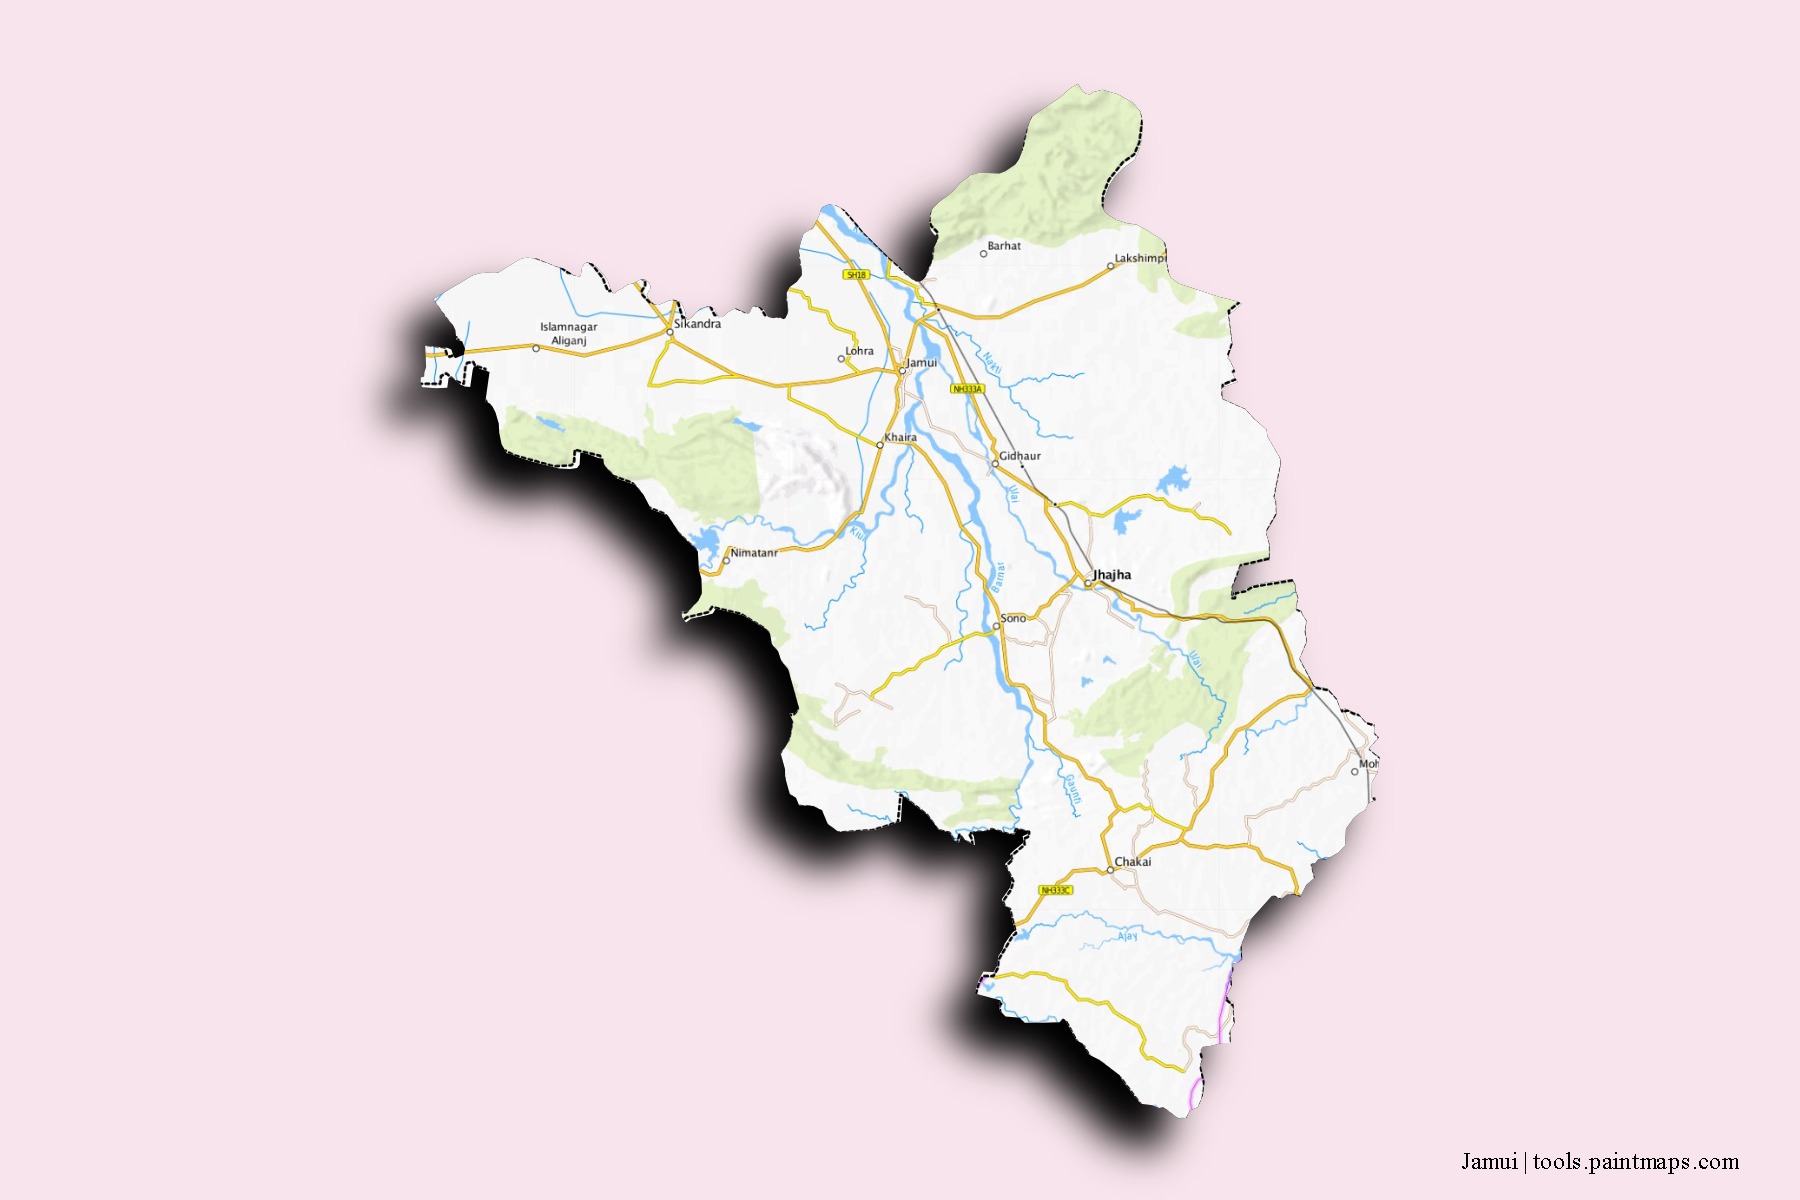 Barhat
Lakshimpi
SH18
Islamnagar
Aliganj
Sikandra
Lohra
Jamui
Nakti
NH333A
Khaira
Gidhaur
Ulai
Kiul
Nimatanr
Jhajha
Barnar
Sono
Ulai
Moh
Gaunti
Chakai
NH333C
Ajay
Jamui | tools.paintmaps.com